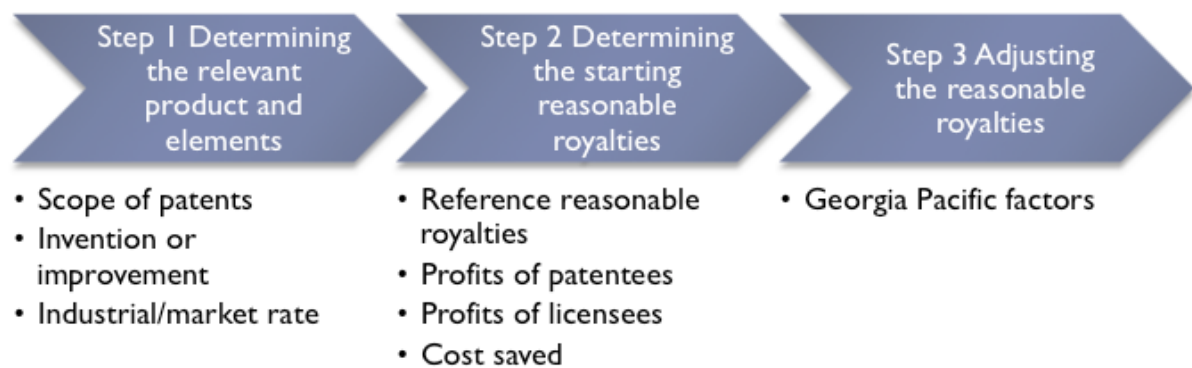 Step 1 Determining
the relevant
product and
elements
• Scope of patents
• Invention or
improvement
• Industrial/market rate
Step 2 Determining
the starting
reasonable
royalties
• Reference reasonable
royalties
• Profits of patentees
• Profits of licensees
• Cost saved
Step 3 Adjusting
the reasonable
royalties
• Georgia Pacific factors